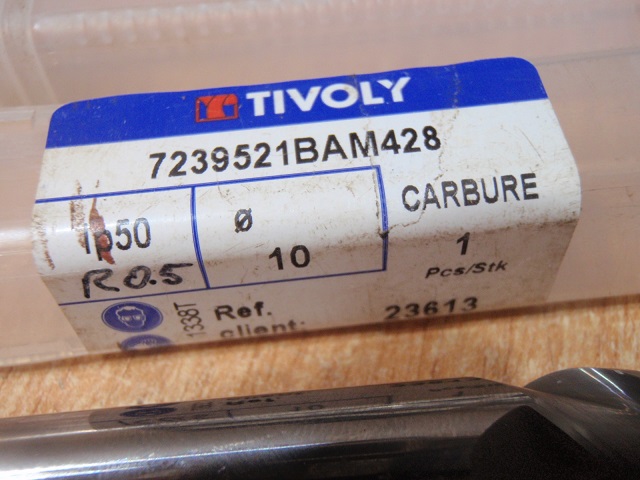 TIVOLY
7239521BAM428
Ø
10
CARBURE
R0.5
1
Pcs/Stk
1338T
Ref.
client:
23613